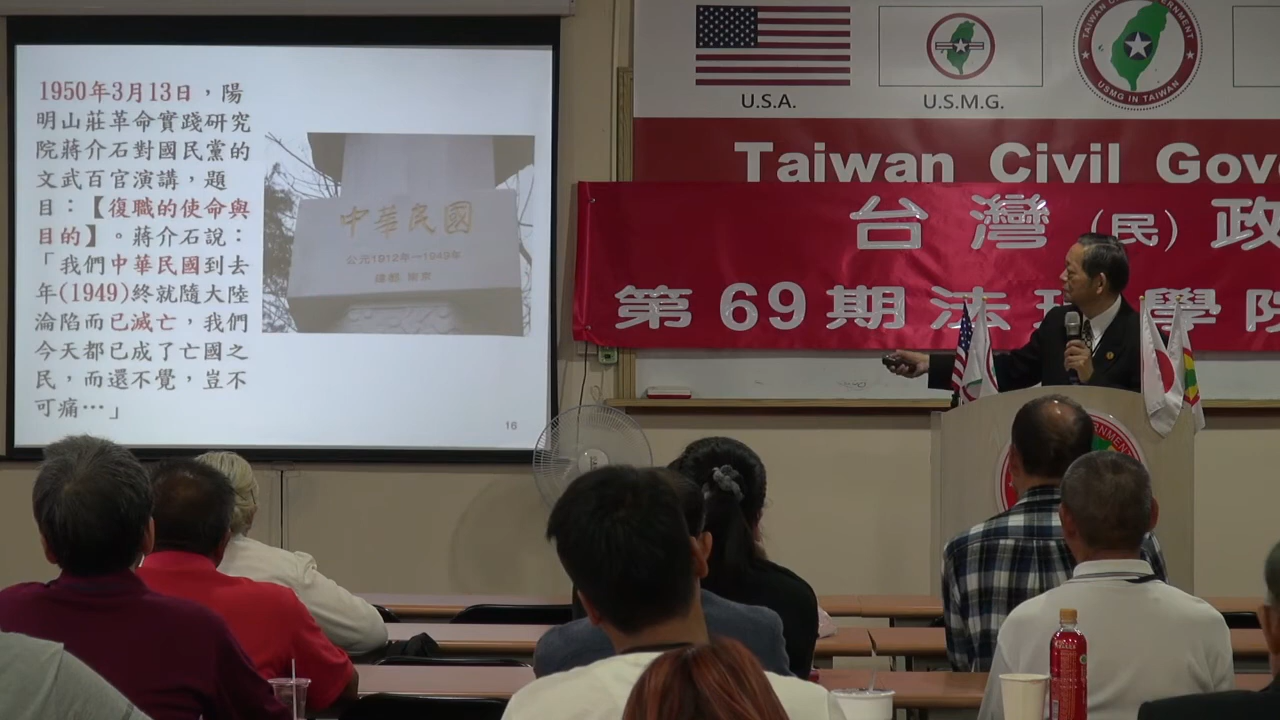 1950年3月13日，陽
明山莊革命實踐研究
院蔣介石對國民黨的
文武百官演講，題
目：【復職的使命與
目的】。蔣介石說：
「我們中華民國到去
年(1949)終就隨大陸
淪陷而已滅亡，我們
今天都已成了亡國之
民，而還不覺，豈不
可痛…」
中華民國
公元1912年—1949年
16
U.S.A.
U.S.M.G.
USMG IN TAIWAN
Taiwan Civil Gov
台灣（民）政
第69期法理學院